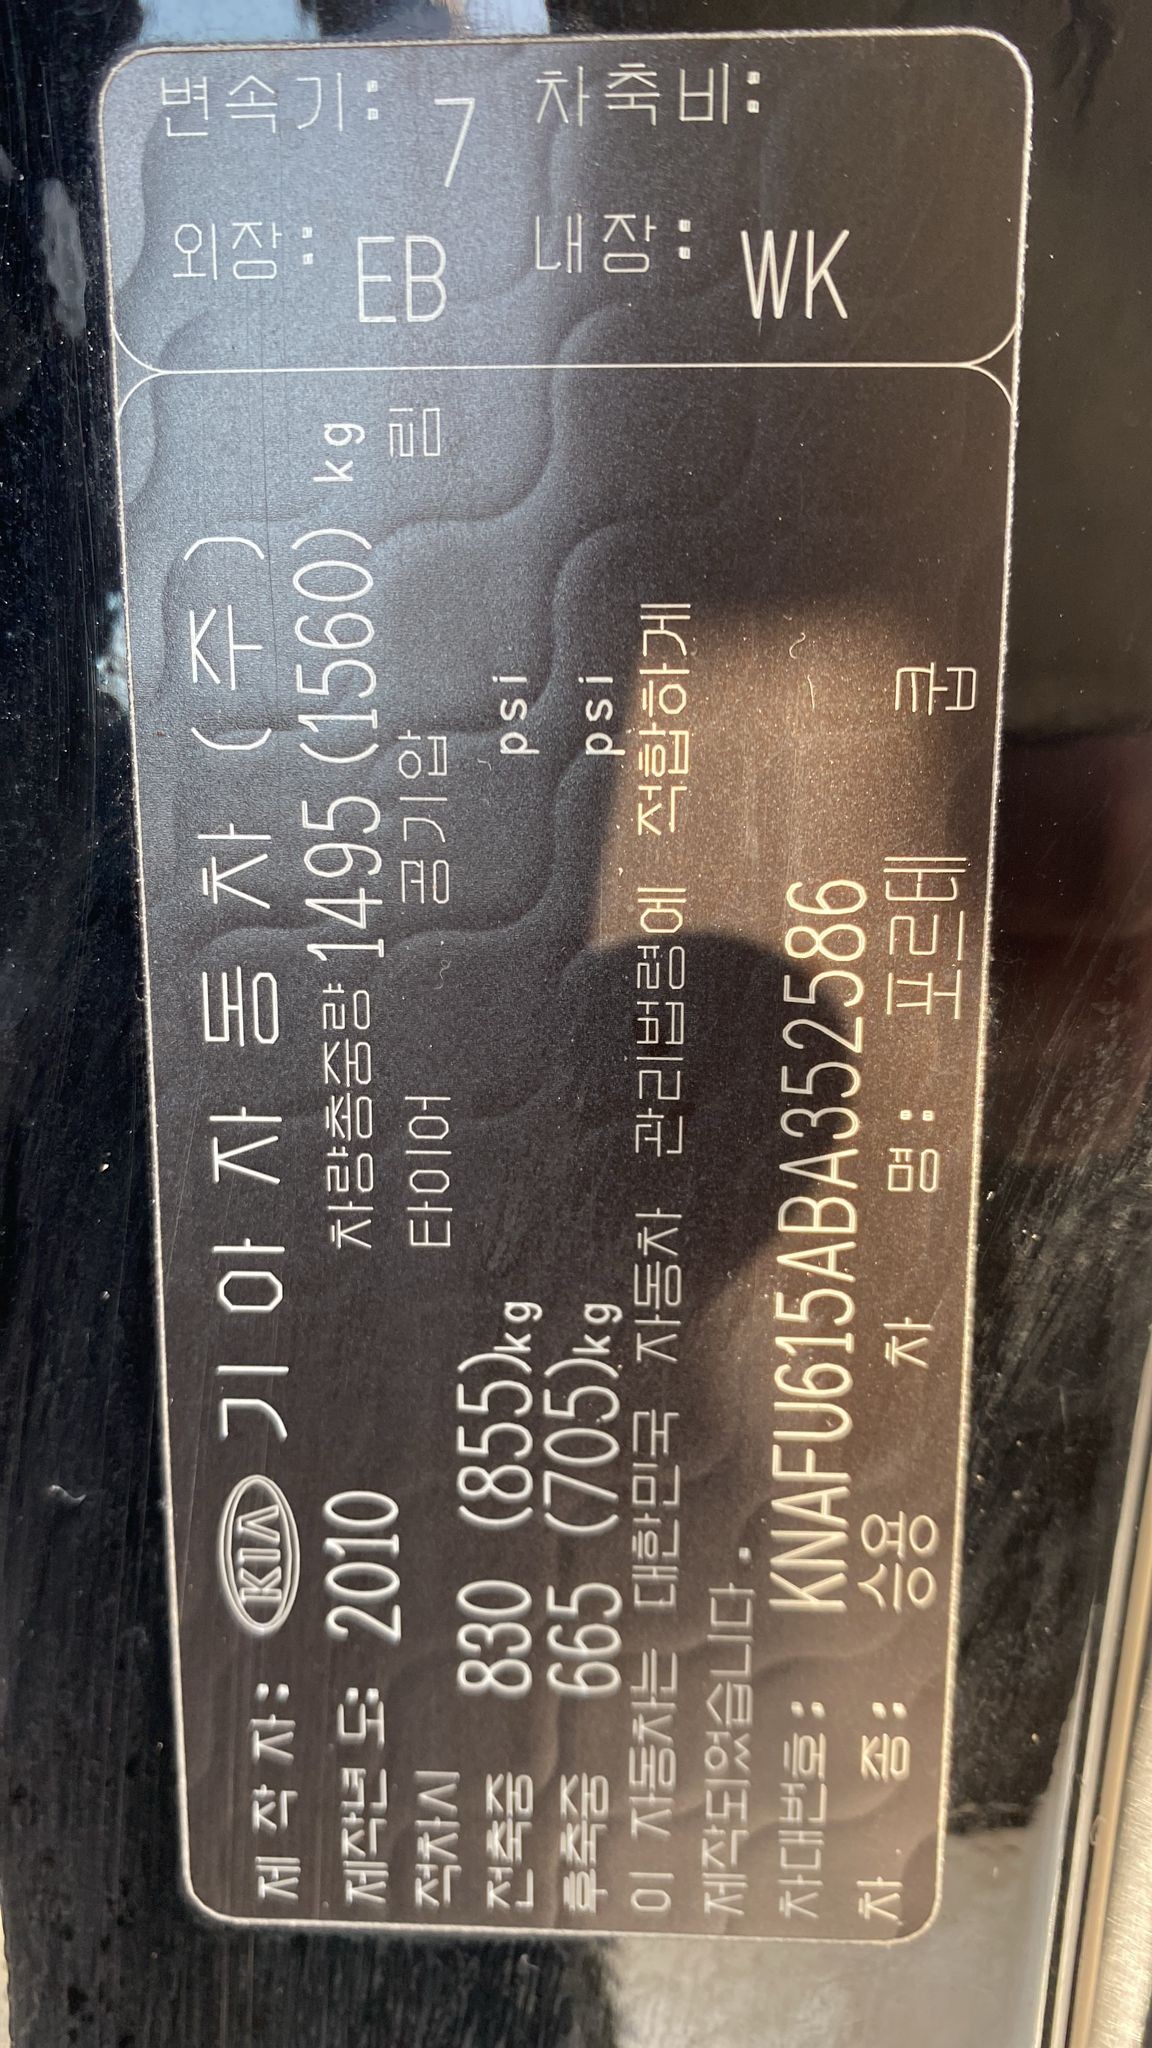 제 작 자: KIA 기 아 자 동 차 (주)
제작년 도: 2010 차량총중량 1495 (1560) kg
적차시 타이어 공기압 림
전축중 830 (855)kg psi
후축중 665 (705)kg psi
이 자동차는 대한민국 자동차 관리법령에 적합하게
제작되었습니다.
차대번호: KNAFU615ABA352586
차 종: 승용 차 명: 포르테 쿱
변속기: 7 차축비:
외장: EB 내장: WK